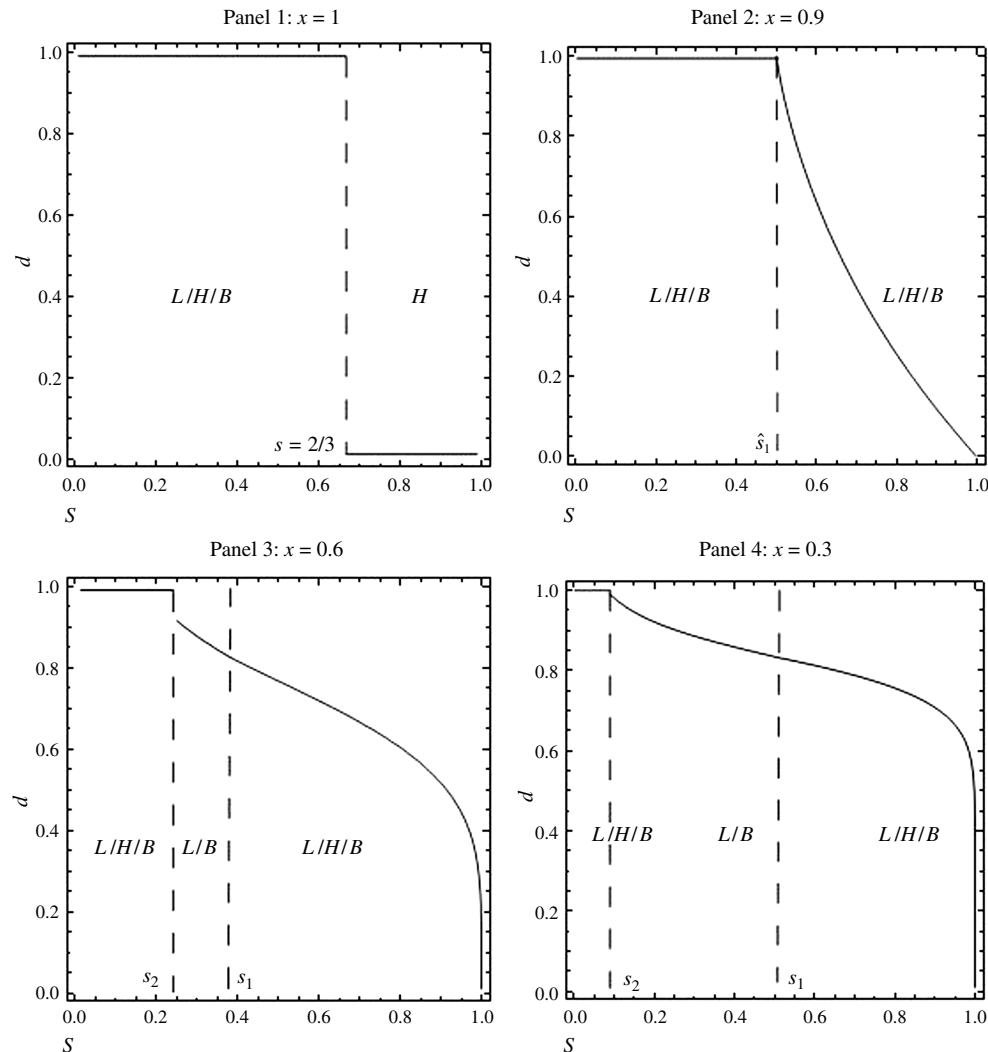 Panel 1: x = 1
1.0
0.8
0.6
d
0.4
L/H/B
H
0.2
s = 2/3
0.0
0.0 0.2 0.4 0.6 0.8 1.0
S
Panel 2: x = 0.9
1.0
0.8
0.6
d
0.4
L/H/B
L/H/B
0.2
ŝ₁
0.0
0.0 0.2 0.4 0.6 0.8 1.0
S
Panel 3: x = 0.6
1.0
0.8
0.6
d
0.4
L/H/B L/B L/H/B
0.2
s₂ s₁
0.0
0.0 0.2 0.4 0.6 0.8 1.0
S
Panel 4: x = 0.3
1.0
0.8
0.6
d
0.4
L/H/B L/B L/H/B
0.2
s₂ s₁
0.0
0.0 0.2 0.4 0.6 0.8 1.0
S